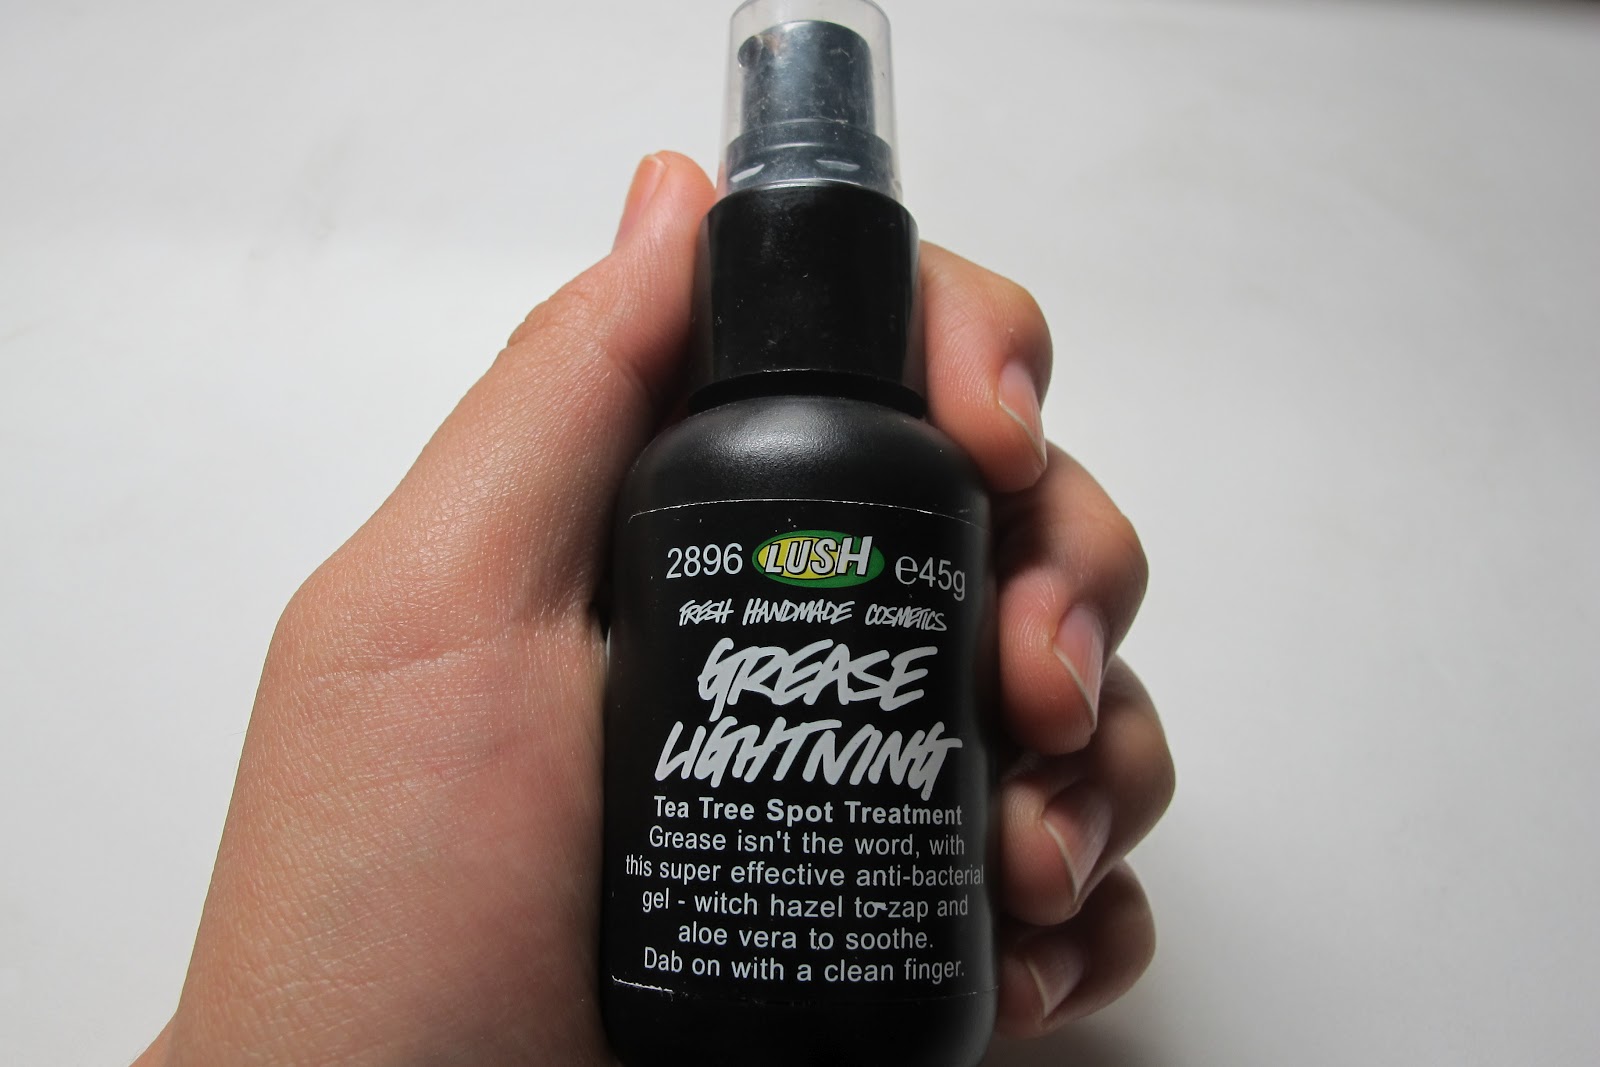 2896 LUSH e45g
FRESH HANDMADE COSMETICS
GREASE
LIGHTNING
Tea Tree Spot Treatment
Grease isn't the word, with
this super effective anti-bacterial
gel - witch hazel to zap and
aloe vera to soothe.
Dab on with a clean finger.